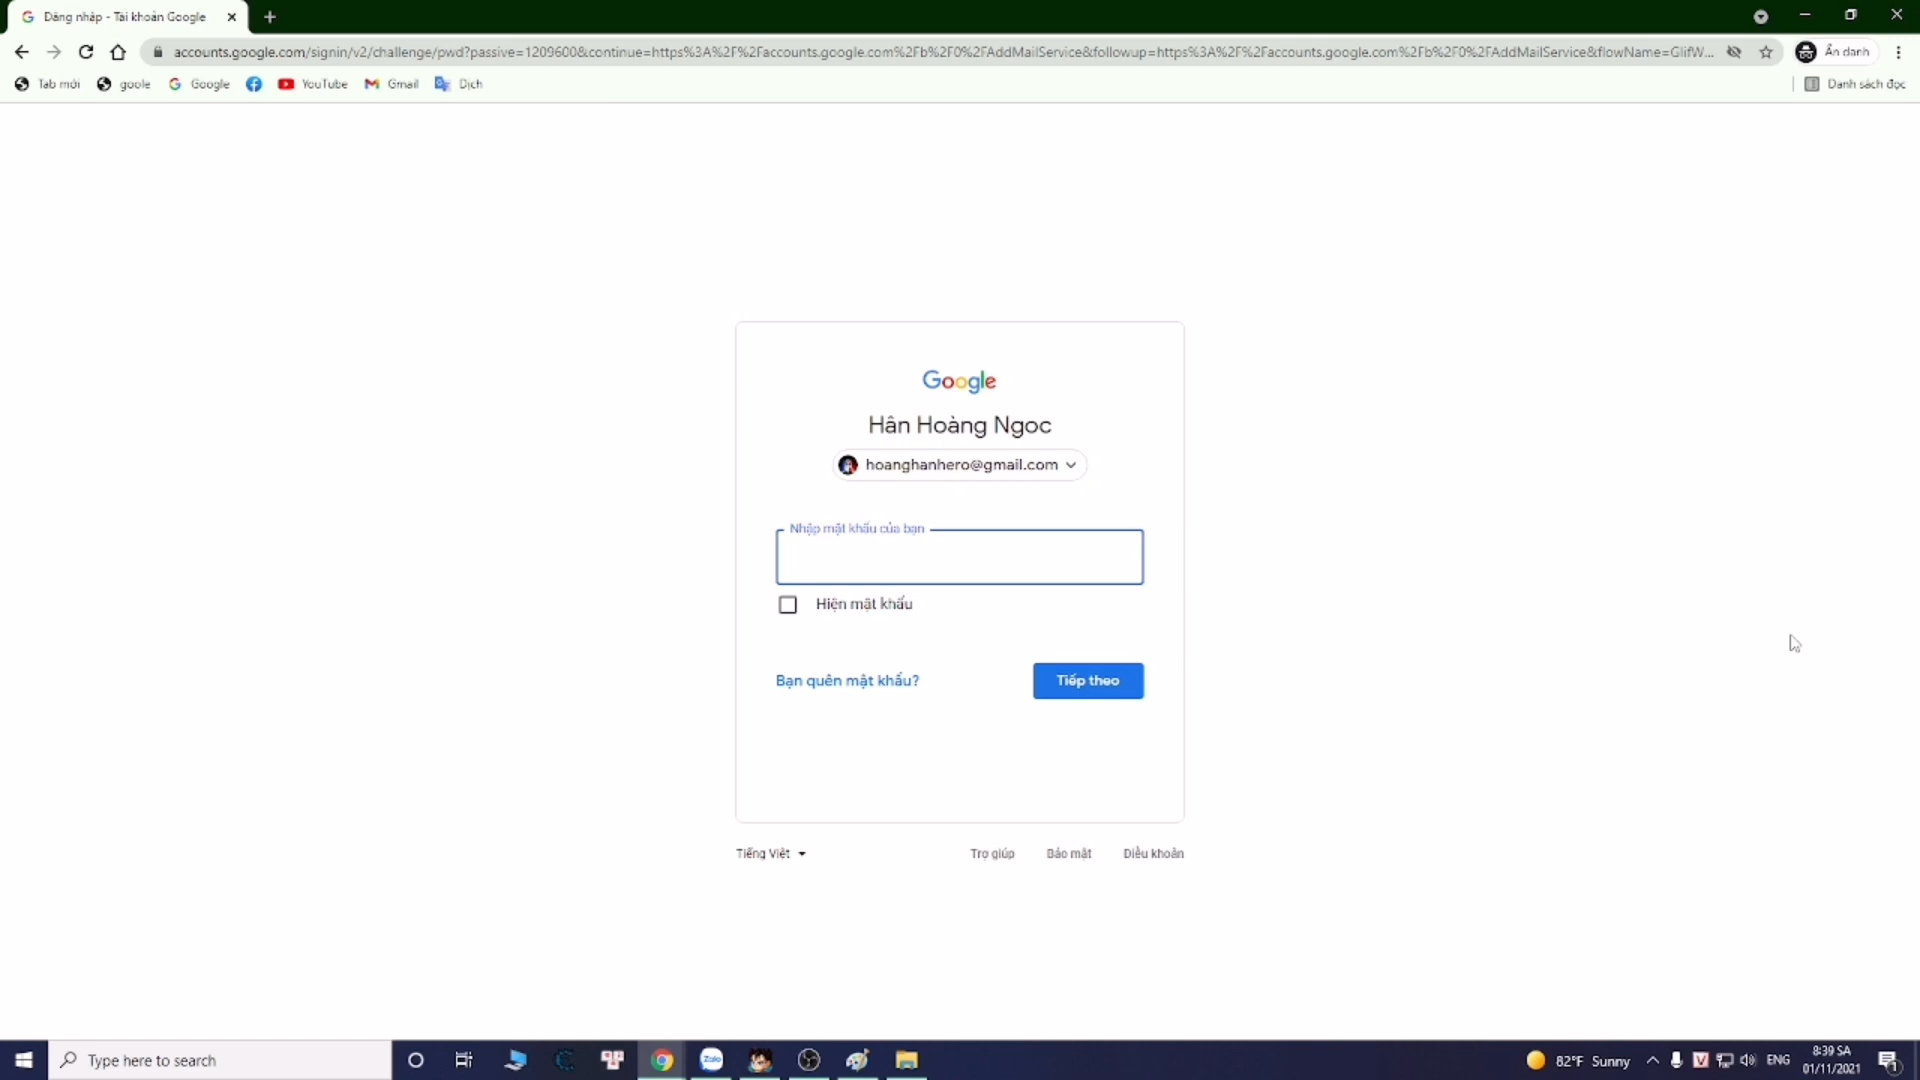 Đăng nhập - Tài khoản Google
accounts.google.com/signin/v2/challenge/pwd?passive=1209600&continue=https%3A%2F%2Faccounts.google.com%2Fb%2F0%2FAddMailService&followup=https%3A%2F%2Faccounts.google.com%2Fb%2F0%2FAddMailService&flowName=GlifW...
Ẩn danh
Tab mới
goole
Google
YouTube
Gmail
Dịch
Danh sách đọc
Google
Hân Hoàng Ngoc
hoanghanhero@gmail.com
Nhập mật khẩu của bạn
Hiện mật khẩu
Bạn quên mật khẩu?
Tiếp theo
Tiếng Việt
Trợ giúp
Bảo mật
Điều khoản
Type here to search
Zalo
82°F Sunny
V
ENG
8:39 SA
01/11/2021
1